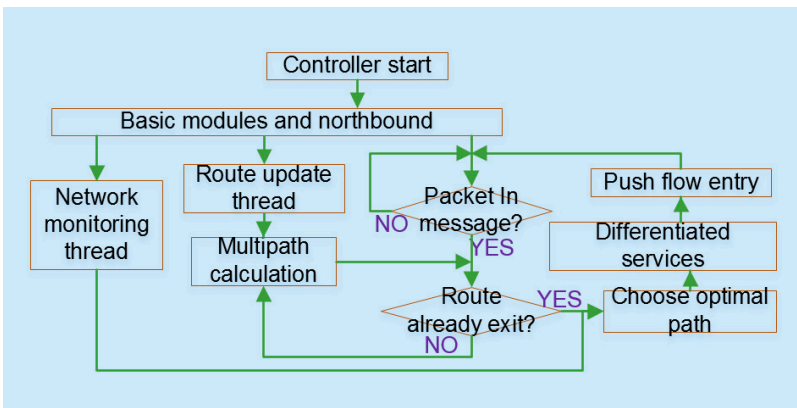 Controller start
Basic modules and northbound
Network
monitoring
thread
Route update
thread
Multipath
calculation
Packet In
message?
NO
YES
Route
already exit?
YES
NO
Push flow entry
Differentiated
services
Choose optimal
path